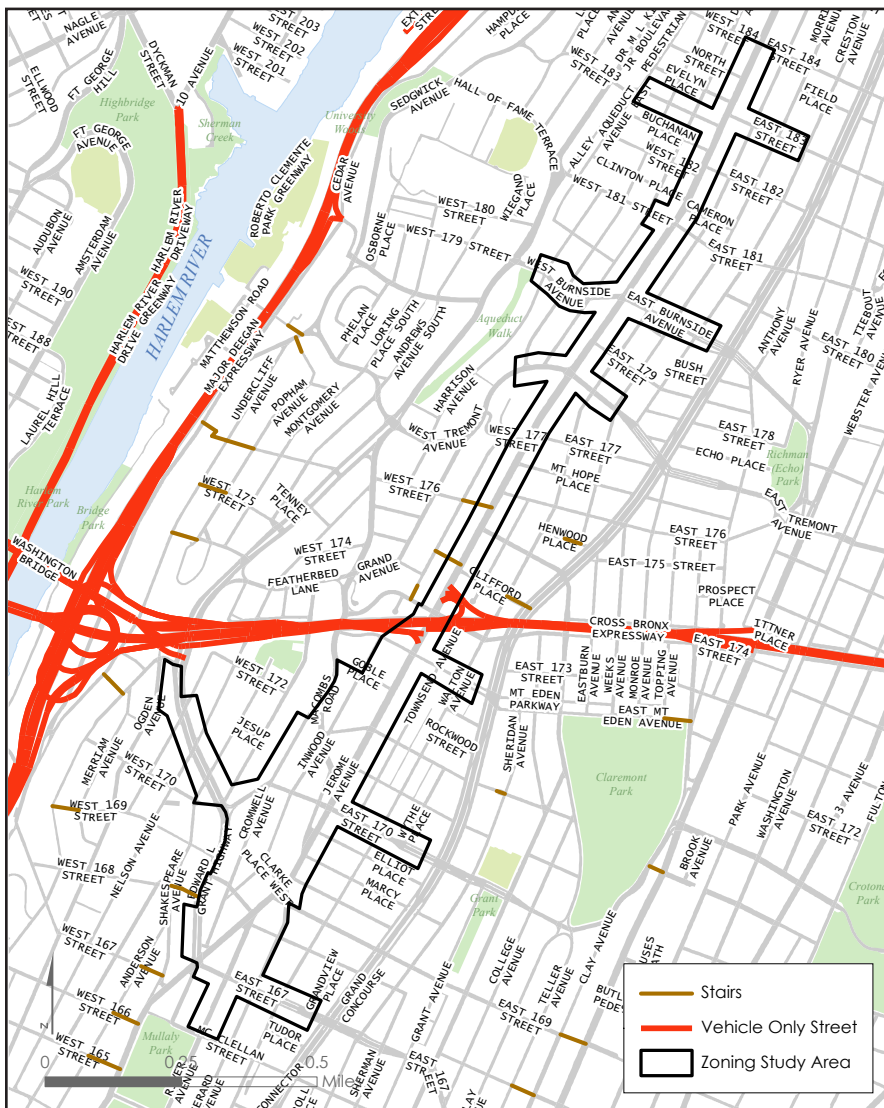 NAGLE
AVENUE
DYCKMAN
STREET
WEST 203
STREET
WEST 202
STREET
WEST 201
STREET
10 AVENUE
ELLWOOD
STREET
FT GEORGE
HILL
Highbridge
Park
Sherman
Creek
FT GEORGE
AVENUE
AUDUBON
AVENUE
AMSTERDAM
AVENUE
WEST 190
STREET
WEST 188
STREET
LAUREL HILL
TERRACE
HARLEM RIVER
DRIVEWAY
HARLEM RIVER
DRIVE GREENWAY
HARLEM RIVER
ROBERTO CLEMENTE
PARK GREENWAY
CEDAR
AVENUE
University
Woods
SEDGWICK
AVENUE
HALL OF FAME TERRACE
WEST 183
STREET
DR M L K
JR BOULEVARD
PEDESTRIAN
WEST 184
STREET
NORTH
STREET
EVELYN
PLACE
EAST 184
STREET
CRESTON
AVENUE
FIELD
PLACE
EAST 183
STREET
ALLEY AQUEDUCT
AVENUE EAST
BUCHANAN
PLACE
WEST 182
STREET
CLINTON PLACE
WEST 181 STREET
CAMERON
PLACE
EAST 182
STREET
EAST 181
STREET
WIEGAND
PLACE
WEST 180
STREET
WEST 179 STREET
OSBORNE
PLACE
WEST BURNSIDE
AVENUE
EAST BURNSIDE
AVENUE
ANTHONY
AVENUE
RYER AVENUE
EAST 180
STREET
TIEBOUT
AVENUE
WEBSTER AVENUE
MATTHEWSON ROAD
MAJOR DEEGAN
EXPRESSWAY
UNDERCLIFF
AVENUE
POPHAM
AVENUE
MONTGOMERY
AVENUE
PHELAN
PLACE
LORING
PLACE SOUTH
ANDREWS
AVENUE SOUTH
Aqueduct
Walk
HARRISON
AVENUE
WEST TREMONT
AVENUE
EAST 179
STREET
BUSH
STREET
EAST 178
STREET
ECHO PLACE
Richman
(Echo)
Park
EAST TREMONT
AVENUE
WEST 177
STREET
EAST 177
STREET
MT HOPE
PLACE
WEST 176
STREET
WEST 175
STREET
TENNEY
PLACE
WEST 174
STREET
FEATHERBED
LANE
GRAND
AVENUE
CLIFFORD
PLACE
HENWOOD
PLACE
EAST 176
STREET
EAST 175
STREET
PROSPECT
PLACE
ITTNER
PLACE
CROSS BRONX
EXPRESSWAY
EAST 174
STREET
Harlem
River Park
Bridge
Park
WASHINGTON
BRIDGE
WEST 172
STREET
GOBLE
PLACE
MACOMBS
ROAD
JESUP
PLACE
OGDEN
AVENUE
MERRIAM
AVENUE
TOWNSEND AVENUE
WALTON
AVENUE
ROCKWOOD
STREET
EAST 173
STREET
MT EDEN
PARKWAY
EASTBURN
AVENUE
WEEKS
AVENUE
MONROE
AVENUE
TOPPING
AVENUE
EAST MT
EDEN AVENUE
SHERIDAN
AVENUE
Claremont
Park
INWOOD
AVENUE
JEROME
AVENUE
CROMWELL
AVENUE
WEST 170
STREET
WEST 169
STREET
WEST 168
STREET
NELSON AVENUE
SHAKESPEARE
AVENUE
EDWARD L
GRANT HIGHWAY
CLARKE
PLACE WEST
EAST 170
STREET
WYTHE
PLACE
ELLIOT
PLACE
MARCY
PLACE
Grant
Park
PARK AVENUE
WASHINGTON
AVENUE
3 AVENUE
EAST 172
STREET
BROOK
AVENUE
Crotona
Park
WEST 167
STREET
ANDERSON
AVENUE
WEST 166
STREET
WEST 165
STREET
Mullaly
Park
MC CLELLAN
STREET
EAST 167
STREET
TUDOR
PLACE
GRANDVIEW
PLACE
GRAND
CONCOURSE
GRANT AVENUE
COLLEGE
AVENUE
TELLER
AVENUE
CLAY AVENUE
EAST 169
STREET
EAST 167
STREET
SHERMAN
AVENUE
CONNECTOR
N
0 0.25 0.5
Miles
Stairs
Vehicle Only Street
Zoning Study Area